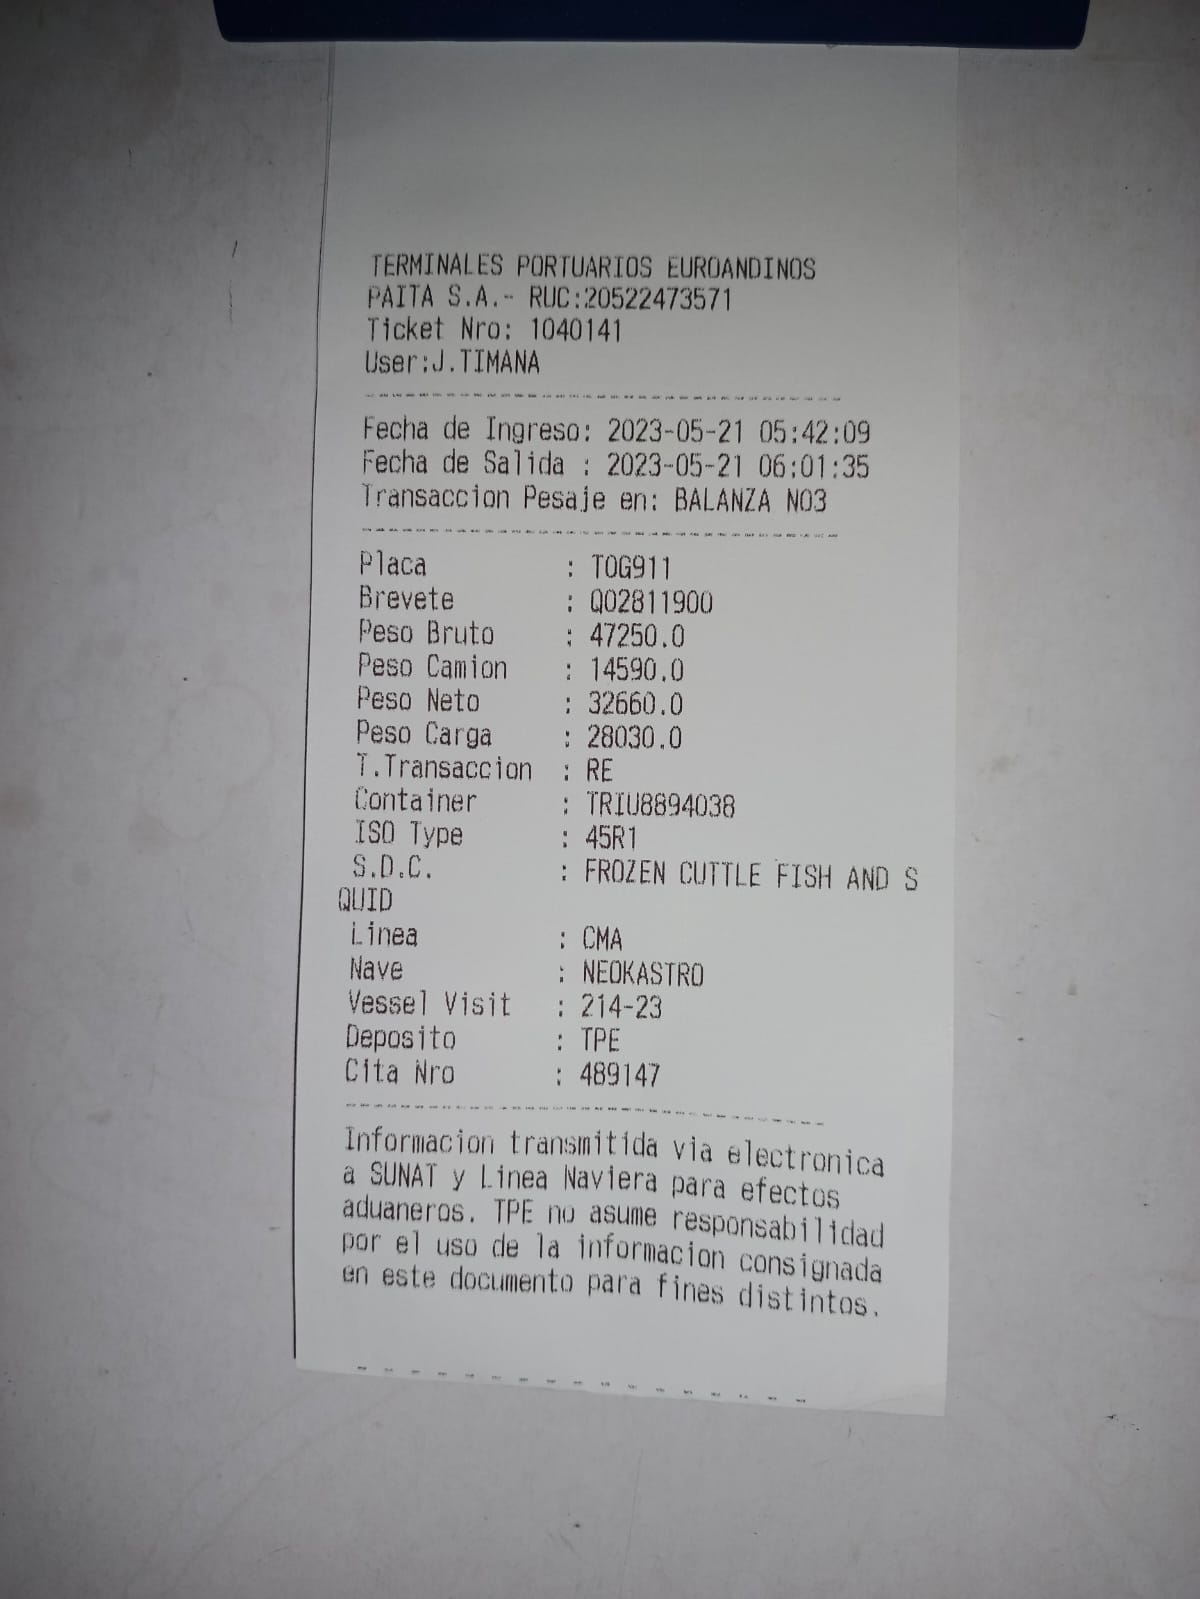 TERMINALES PORTUARIOS EUROANDINOS
PAITA S.A.- RUC:20522473571
Ticket Nro: 1040141
User:J.TIMANA
Fecha de Ingreso: 2023-05-21 05:42:09
Fecha de Salida : 2023-05-21 06:01:35
Transaccion Pesaje en: BALANZA NO3
Placa : T0G911
Brevete : Q02811900
Peso Bruto : 47250.0
Peso Camion : 14590.0
Peso Neto : 32660.0
Peso Carga : 28030.0
T.Transaccion : RE
Container : TRIU8894038
ISO Type : 45R1
S.D.C. : FROZEN CUTTLE FISH AND S
QUID
Linea : CMA
Nave : NEOKASTRO
Vessel Visit : 214-23
Deposito : TPE
Cita Nro : 489147
Informacion transmitida via electronica
a SUNAT y Linea Naviera para efectos
aduaneros. TPE no asume responsabilidad
por el uso de la informacion consignada
en este documento para fines distintos.